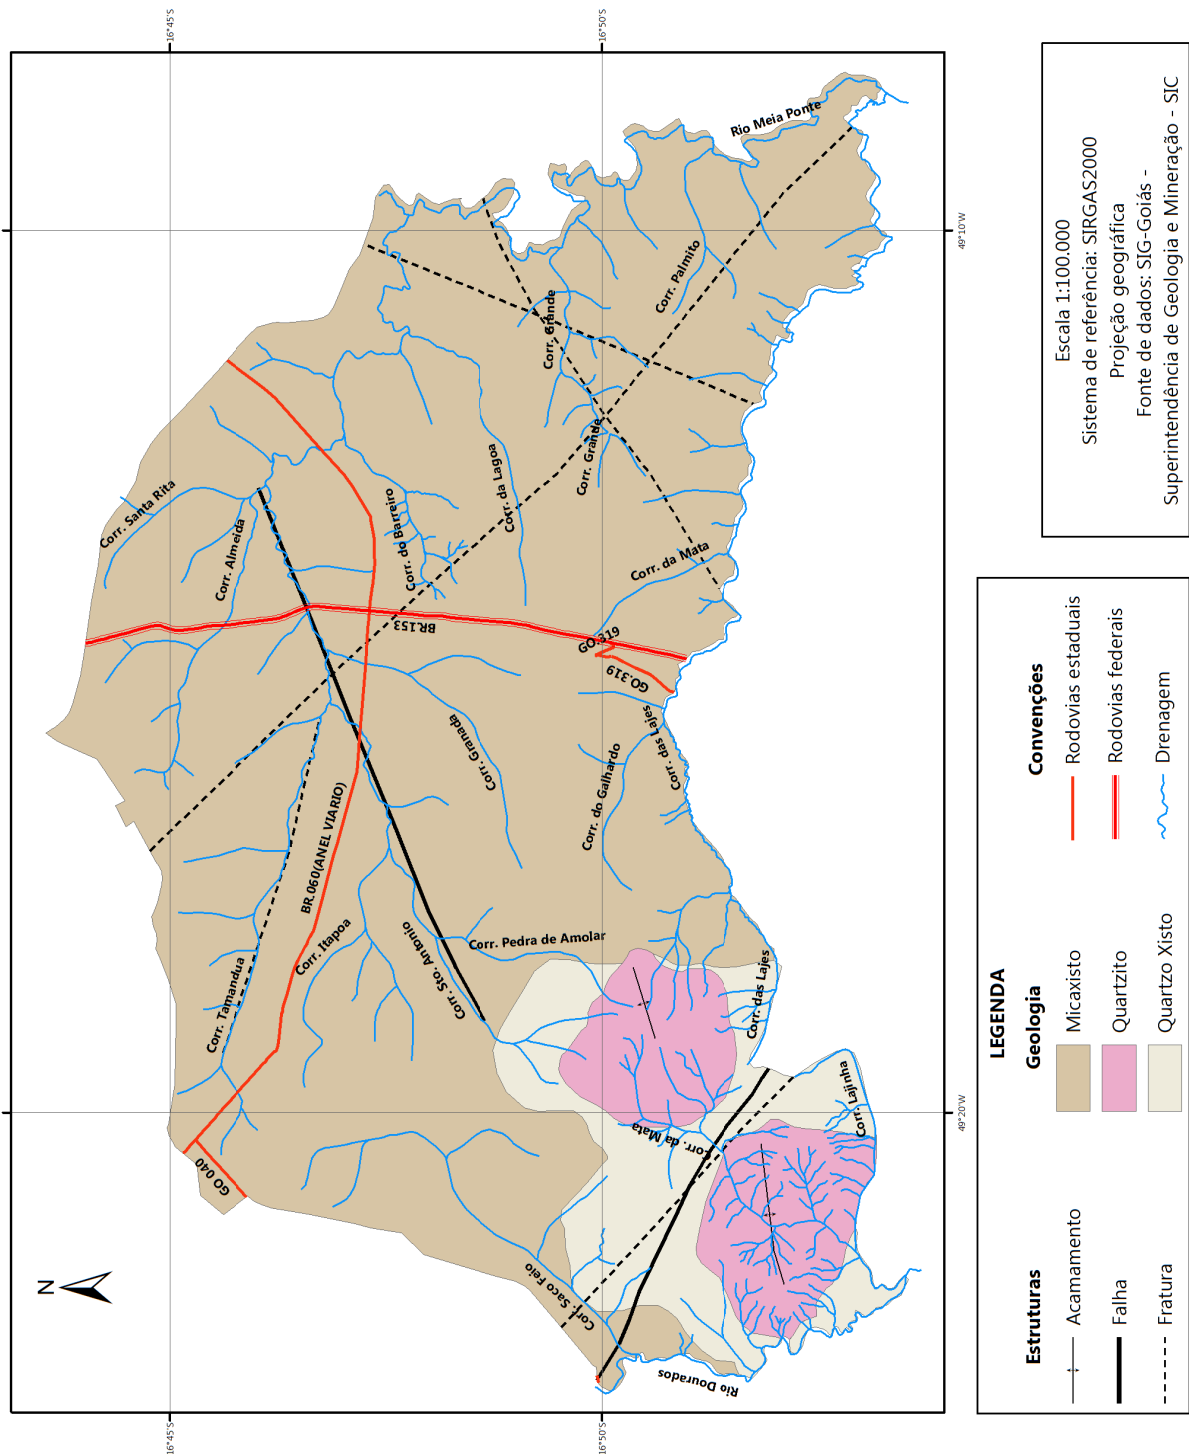 16°45'S
16°50'S
49°10'W
49°20'W
16°45'S
16°50'S
N
Rio Meia Ponte
Corr. Palmito
Corr. Grande
Corr. Grande
Corr. Grande
Corr. da Lagoa
Corr. do Barreiro
Corr. Santa Rita
Corr. Almeida
Corr. da Mata
BR.153
GO.319
GO.319
Corr. das Lajes
Corr. do Galhardo
Corr. Granada
BR.060(ANEL VIARIO)
Corr. Itapoa
Corr. Tamandua
Corr. Sto. Antonio
Corr. Pedra de Amolar
Corr. das Lajes
Corr. Lajinha
Corr. da Mata
GO 040
Corr. Saco Feio
Rio Dourados
LEGENDA
Estruturas
Acamamento
Falha
Fratura
Geologia
Micaxisto
Quartzito
Quartzo Xisto
Convenções
Rodovias estaduais
Rodovias federais
Drenagem
Escala 1:100.000
Sistema de referência: SIRGAS2000
Projeção geográfica
Fonte de dados: SIG-Goiás -
Superintendência de Geologia e Mineração - SIC